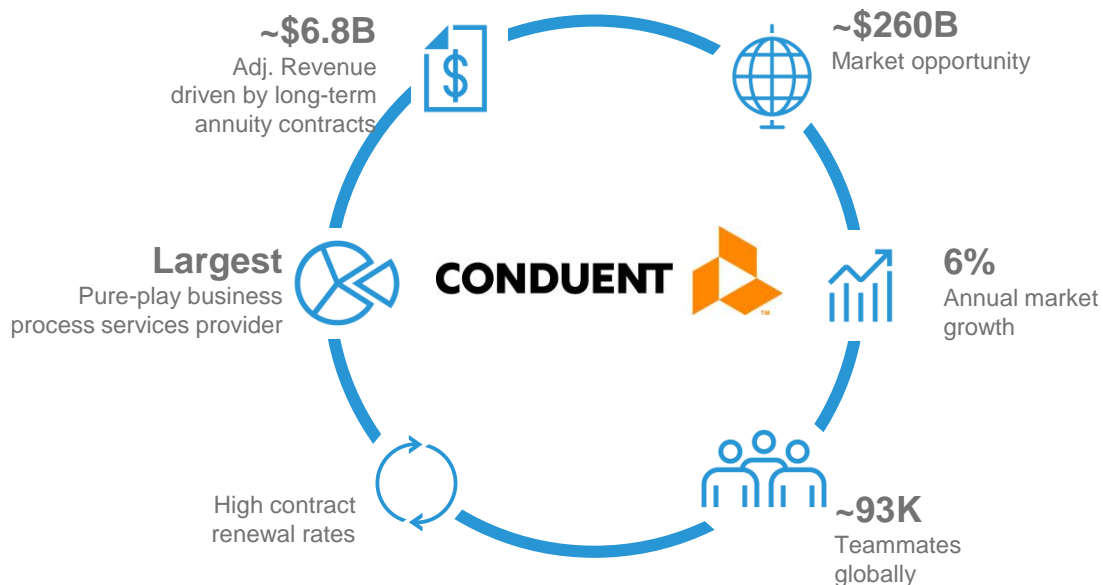 ~$6.8B
Adj. Revenue
driven by long-term
annuity contracts
$
~$260B
Market opportunity
Largest
Pure-play business
process services provider
CONDUENT
TM
6%
Annual market
growth
High contract
renewal rates
~93K
Teammates
globally